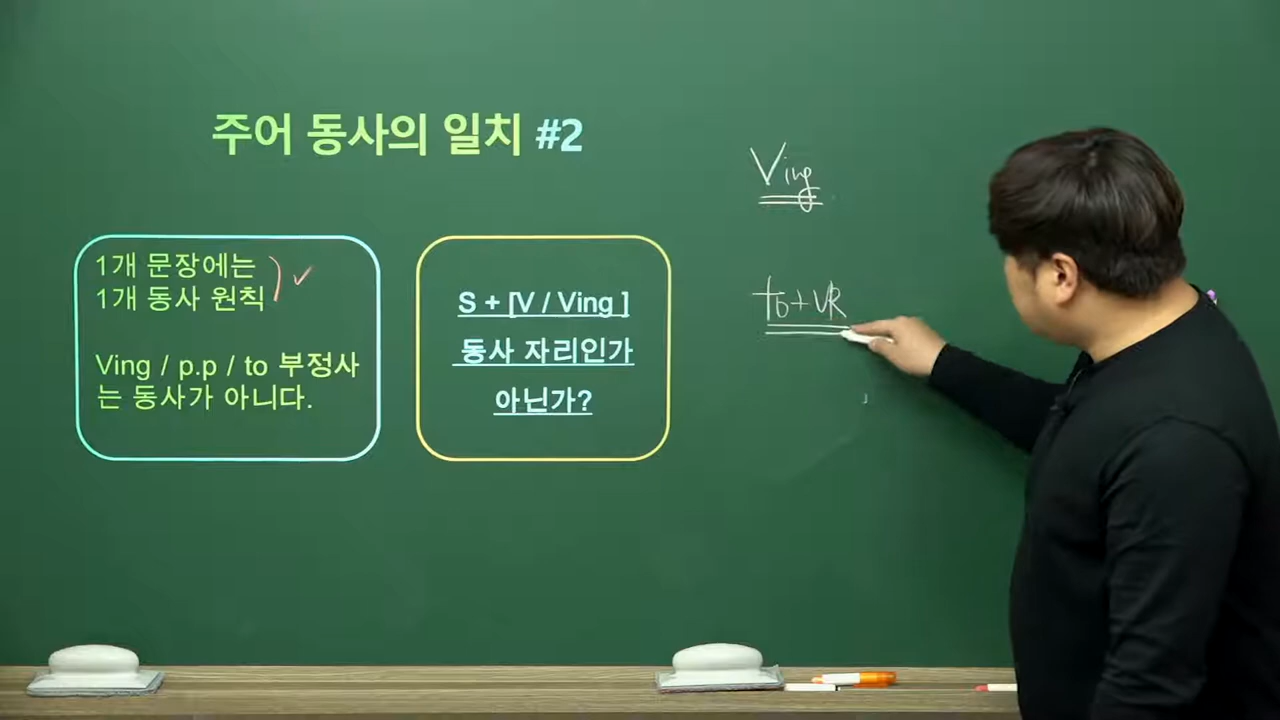 주어 동사의 일치 #2
1개 문장에는
1개 동사 원칙
Ving / p.p / to 부정사
는 동사가 아니다.
S + [V / Ving ]
동사 자리인가
아닌가?
Ving
to+VR